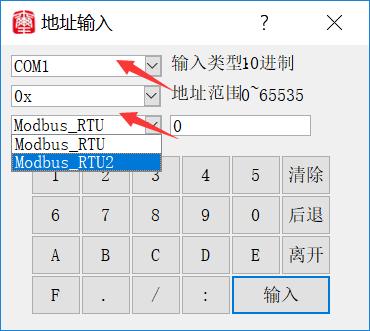 地址输入 ? ×
COM1 输入类型:10进制
0x 地址范围:0~65535
Modbus_RTU 0
Modbus_RTU
Modbus_RTU2
1 2 3 4 5 清除
6 7 8 9 0 后退
A B C D E 离开
F . / : 输入